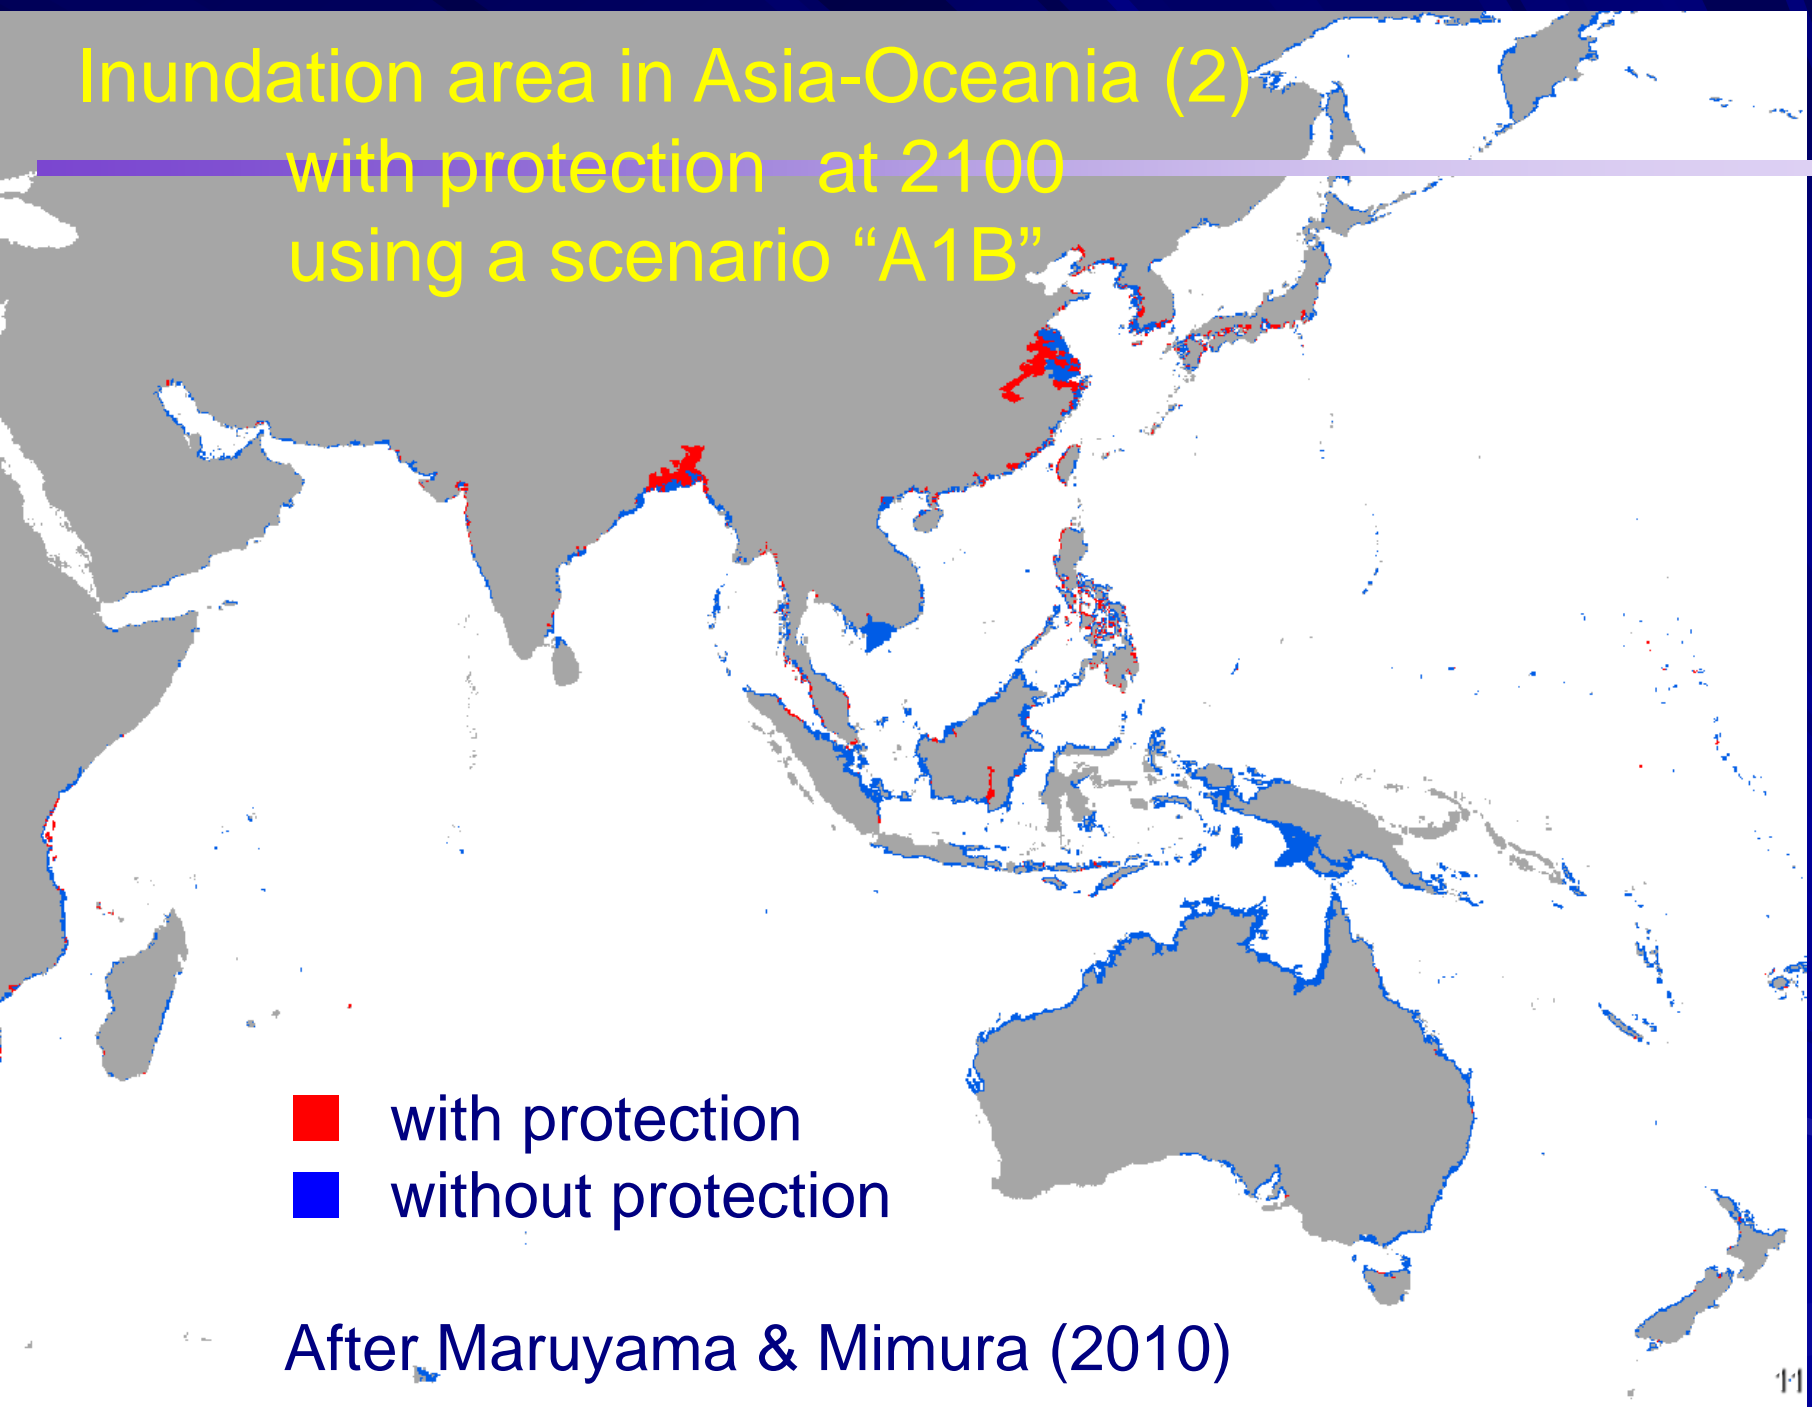 Inundation area in Asia-Oceania (2)
with protection at 2100
using a scenario “A1B”
with protection
without protection
After Maruyama & Mimura (2010)
11